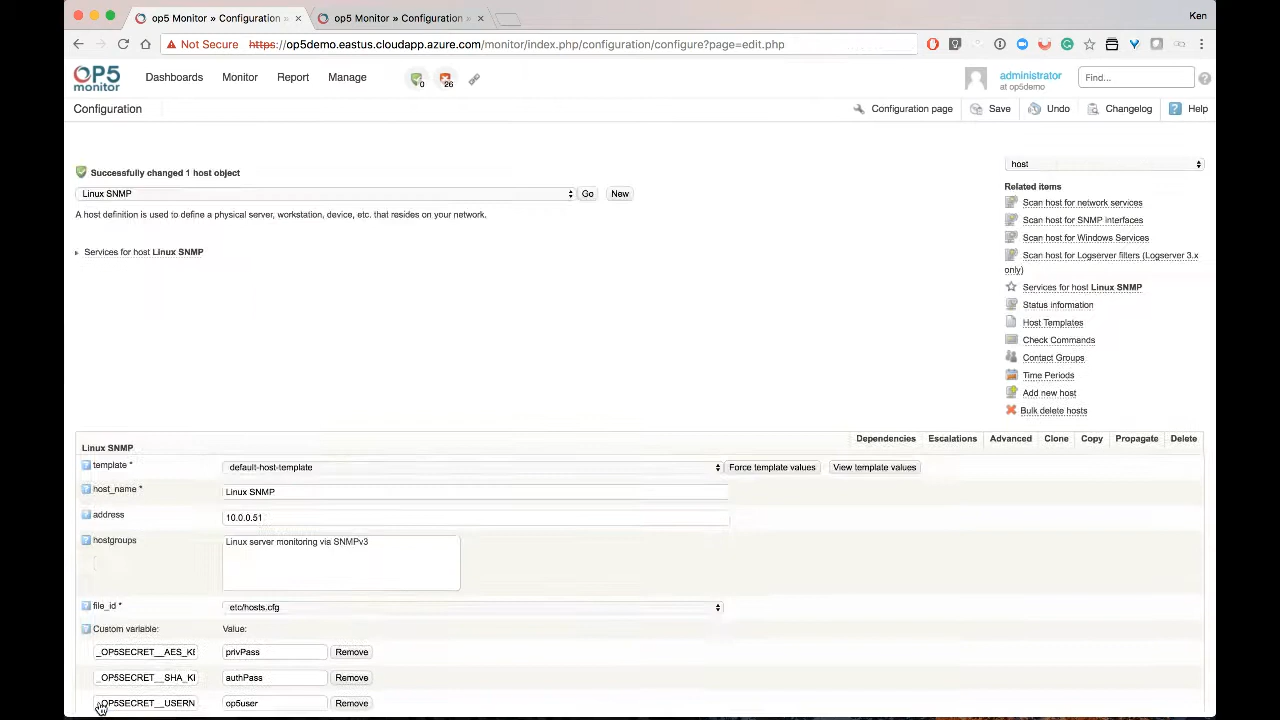 op5 Monitor » Configuration
op5 Monitor » Configuration
Ken
Not Secure https://op5demo.eastus.cloudapp.azure.com/monitor/index.php/configuration/configure?page=edit.php
OP5 monitor
Dashboards Monitor Report Manage 0 26
administrator
at op5demo
Find...
Configuration
Configuration page Save Undo Changelog Help
Successfully changed 1 host object
host
Linux SNMP Go New
A host definition is used to define a physical server, workstation, device, etc. that resides on your network.
Services for host Linux SNMP
Related items
Scan host for network services
Scan host for SNMP interfaces
Scan host for Windows Services
Scan host for Logserver filters (Logserver 3.x
only)
Services for host Linux SNMP
Status information
Host Templates
Check Commands
Contact Groups
Time Periods
Add new host
Bulk delete hosts
Dependencies Escalations Advanced Clone Copy Propagate Delete
Linux SNMP
template * default-host-template Force template values View template values
host_name * Linux SNMP
address 10.0.0.51
hostgroups Linux server monitoring via SNMPv3
file_id * etc/hosts.cfg
Custom variable: Value:
_OP5SECRET__AES_KE privPass Remove
_OP5SECRET__SHA_KE authPass Remove
_OP5SECRET__USERN op5user Remove